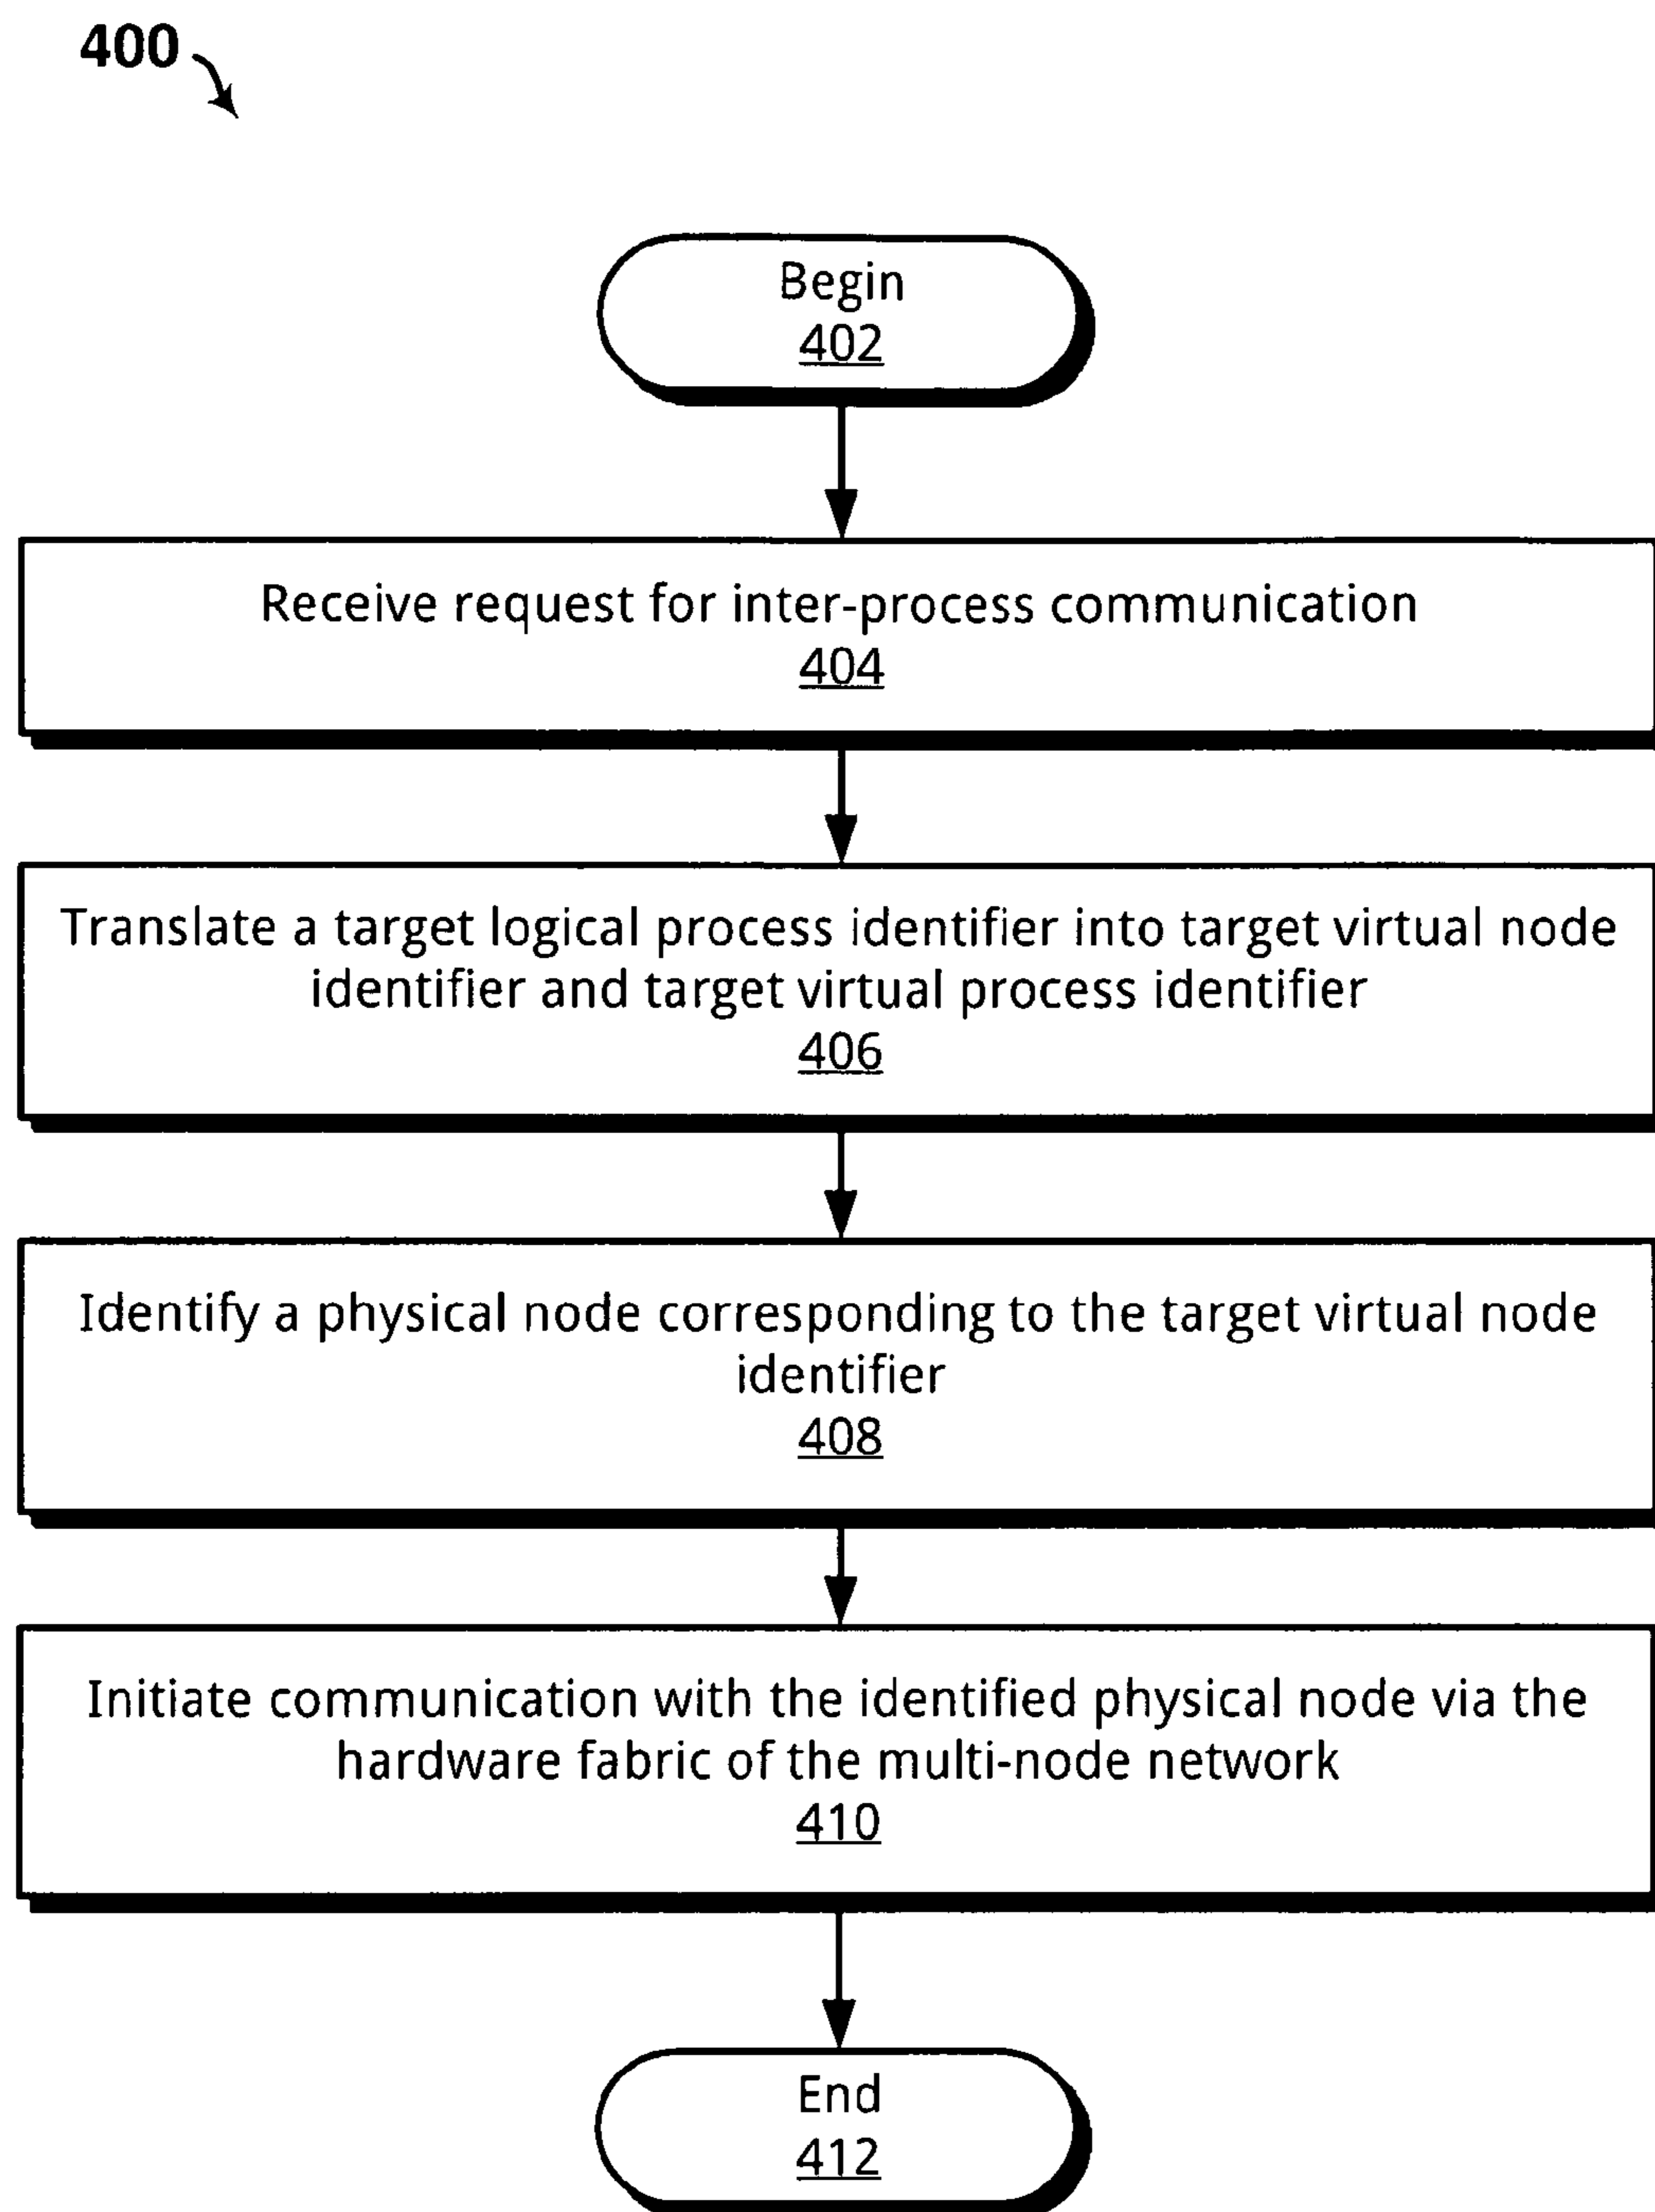 400
Begin
402
Receive request for inter-process communication
404
Translate a target logical process identifier into target virtual node
identifier and target virtual process identifier
406
Identify a physical node corresponding to the target virtual node
identifier
408
Initiate communication with the identified physical node via the
hardware fabric of the multi-node network
410
End
412